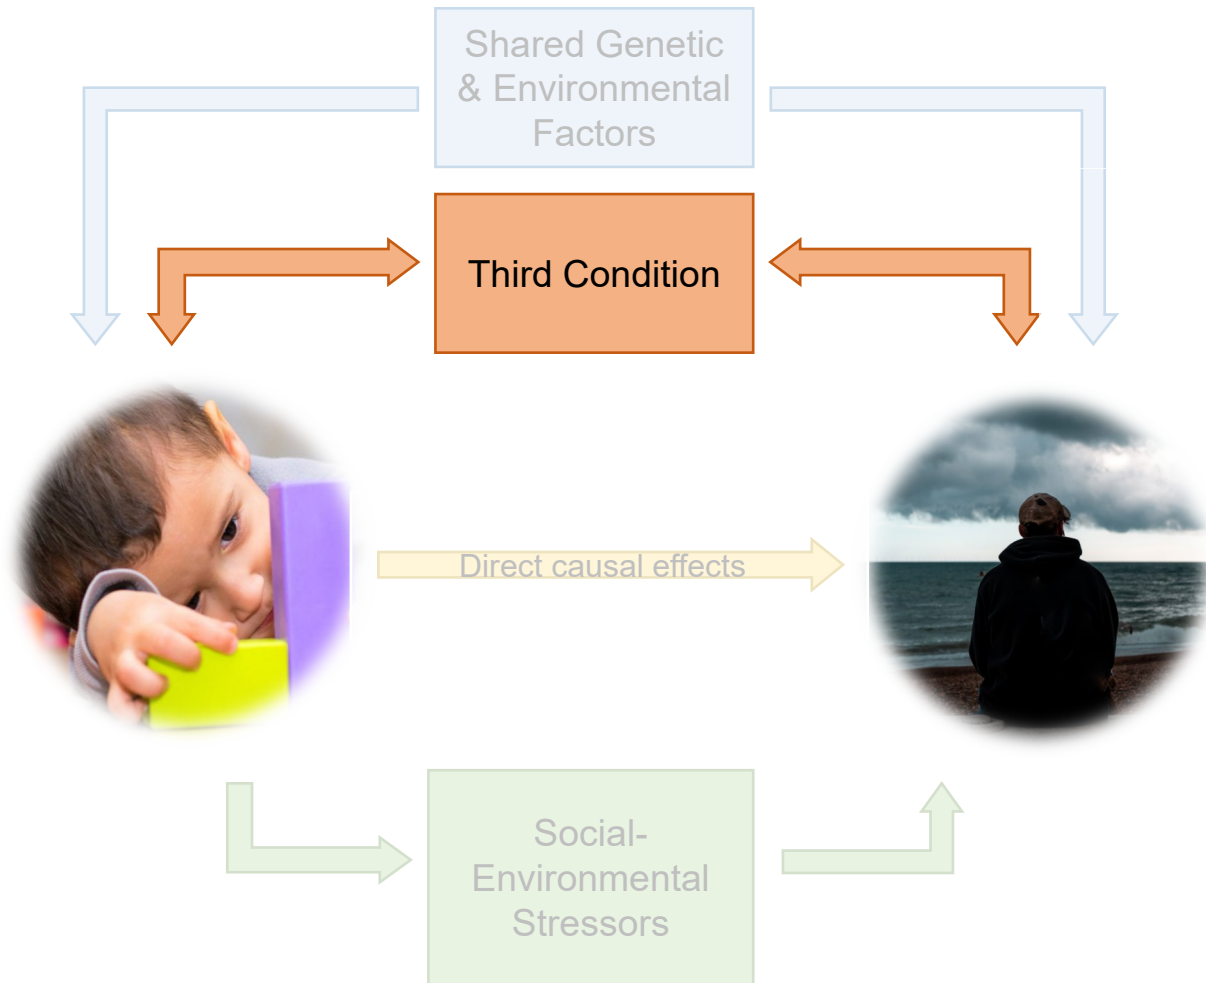 Shared Genetic
& Environmental
Factors
Third Condition
Direct causal effects
Social-
Environmental
Stressors